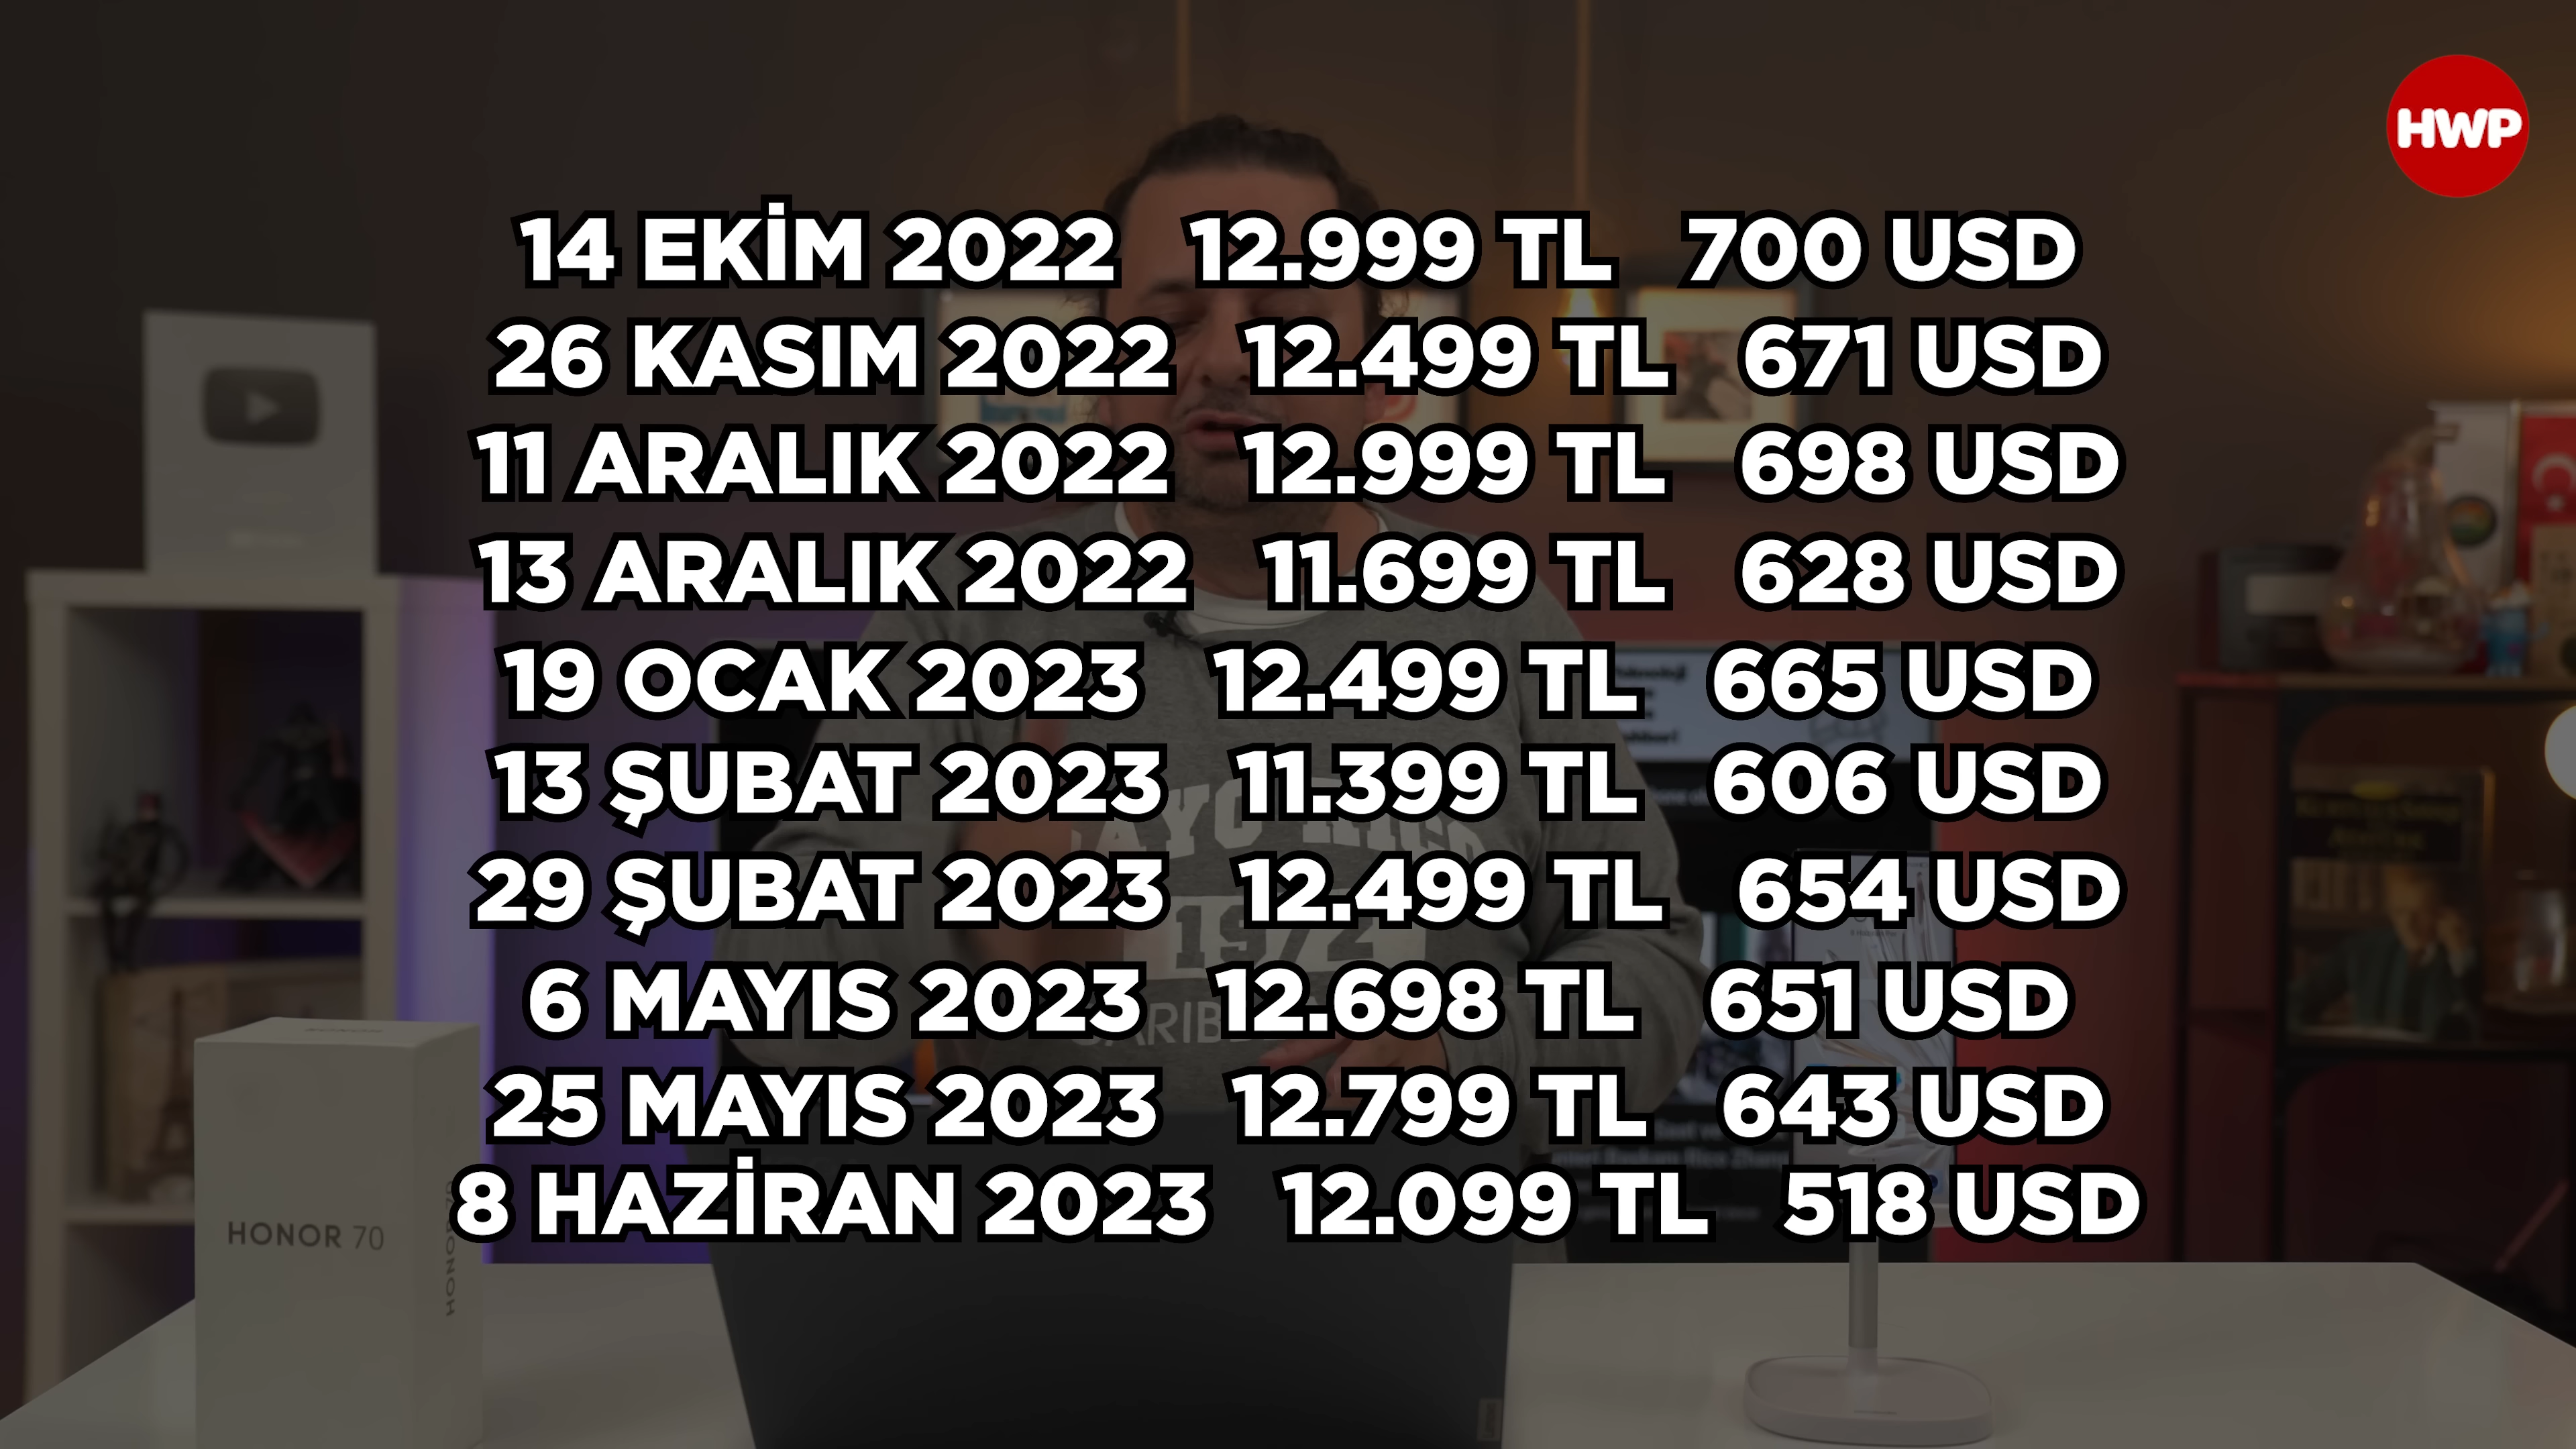 HWP
14 EKİM 2022 12.999 TL 700 USD
26 KASIM 2022 12.499 TL 671 USD
11 ARALIK 2022 12.999 TL 698 USD
13 ARALIK 2022 11.699 TL 628 USD
19 OCAK 2023 12.499 TL 665 USD
13 ŞUBAT 2023 11.399 TL 606 USD
29 ŞUBAT 2023 12.499 TL 654 USD
6 MAYIS 2023 12.698 TL 651 USD
25 MAYIS 2023 12.799 TL 643 USD
8 HAZİRAN 2023 12.099 TL 518 USD
1972
HONOR 70
HONOR